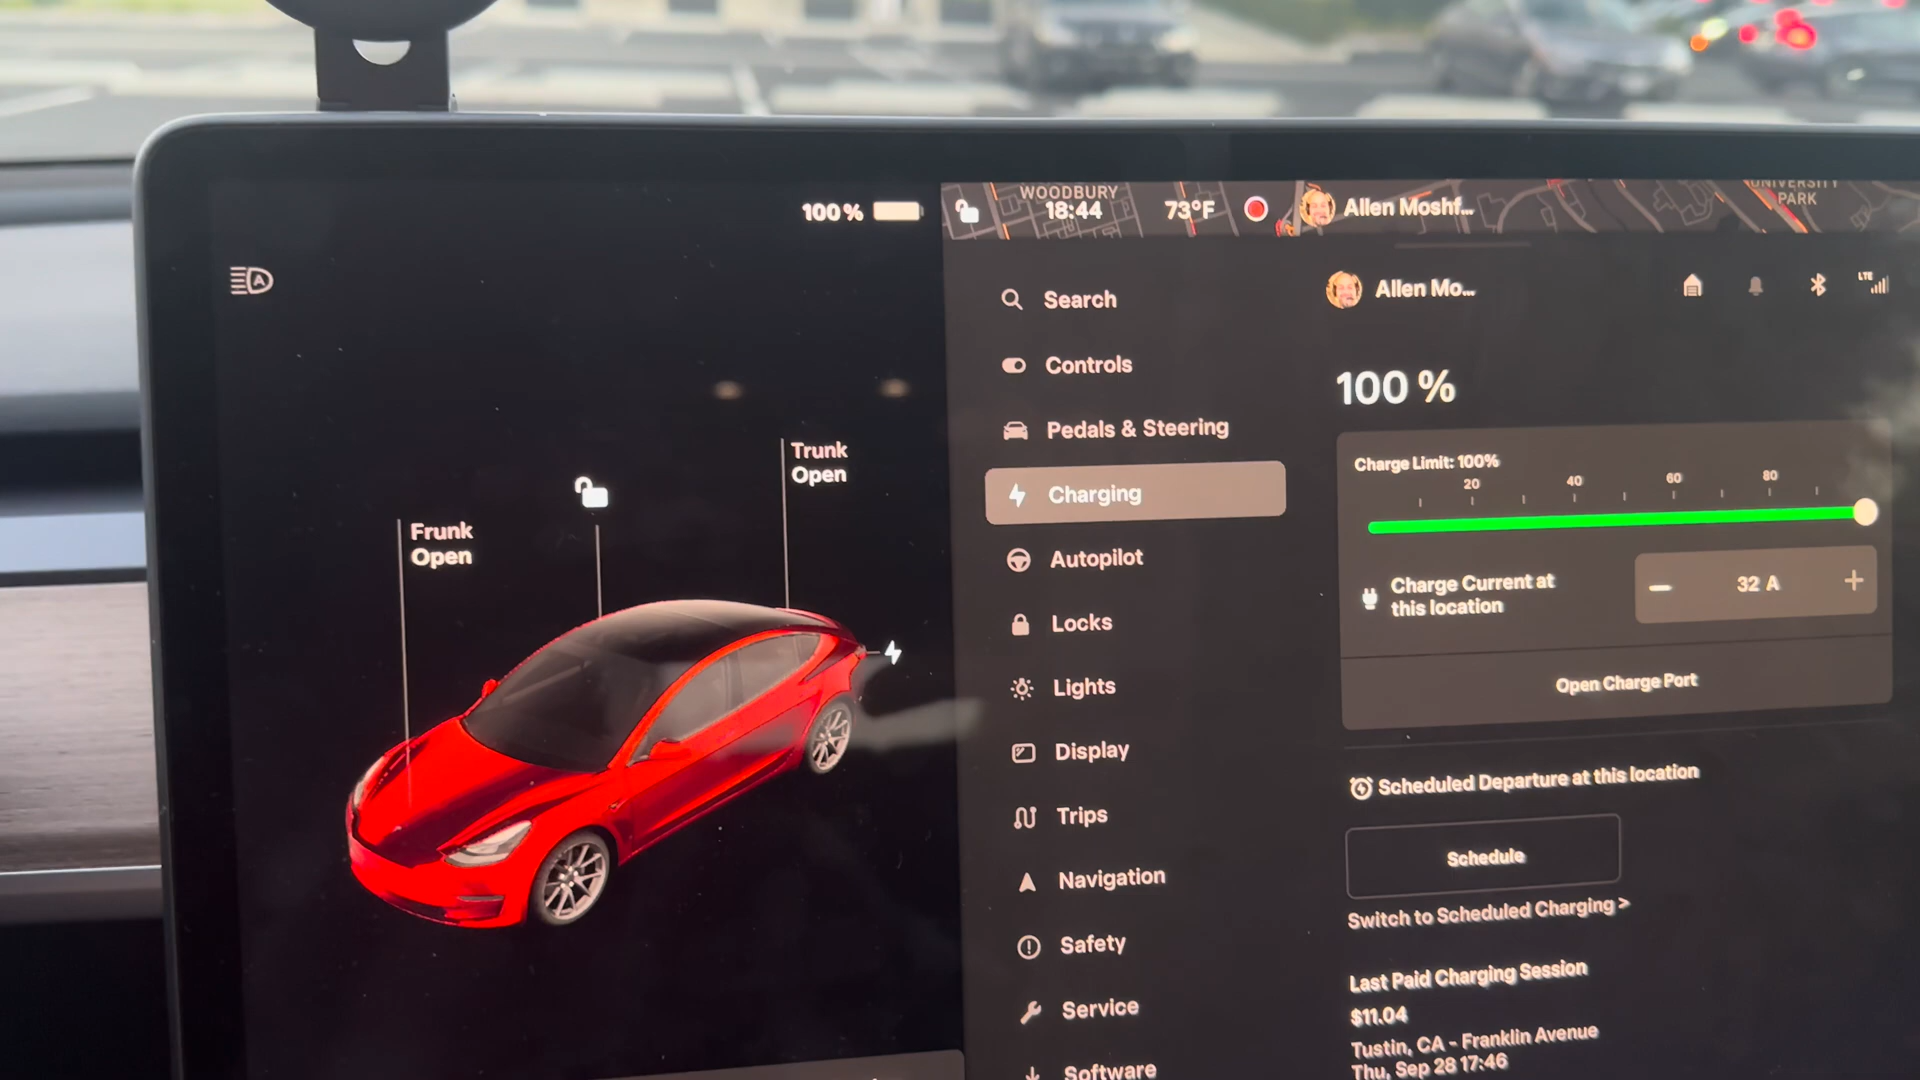 100 %
WOODBURY
18:44
73°F
Allen Moshf...
UNIVERSITY
PARK
A
Frunk
Open
Trunk
Open
Search
Controls
Pedals & Steering
Charging
Autopilot
Locks
Lights
Display
Trips
Navigation
Safety
Service
Software
Allen Mo...
LTE
100 %
Charge Limit: 100%
20
40
60
80
Charge Current at
this location
32 A
Open Charge Port
Scheduled Departure at this location
Schedule
Switch to Scheduled Charging >
Last Paid Charging Session
$11.04
Tustin, CA - Franklin Avenue
Thu, Sep 28 17:46